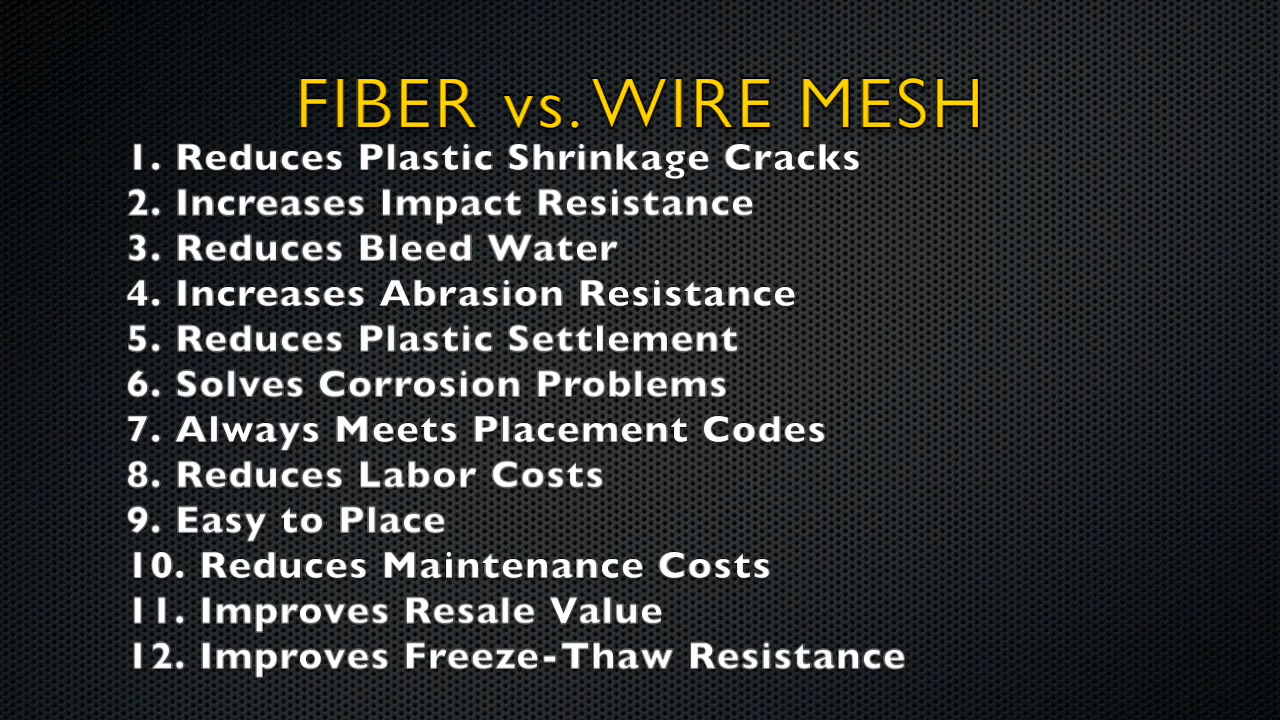 FIBER vs. WIRE MESH
1. Reduces Plastic Shrinkage Cracks
2. Increases Impact Resistance
3. Reduces Bleed Water
4. Increases Abrasion Resistance
5. Reduces Plastic Settlement
6. Solves Corrosion Problems
7. Always Meets Placement Codes
8. Reduces Labor Costs
9. Easy to Place
10. Reduces Maintenance Costs
11. Improves Resale Value
12. Improves Freeze-Thaw Resistance